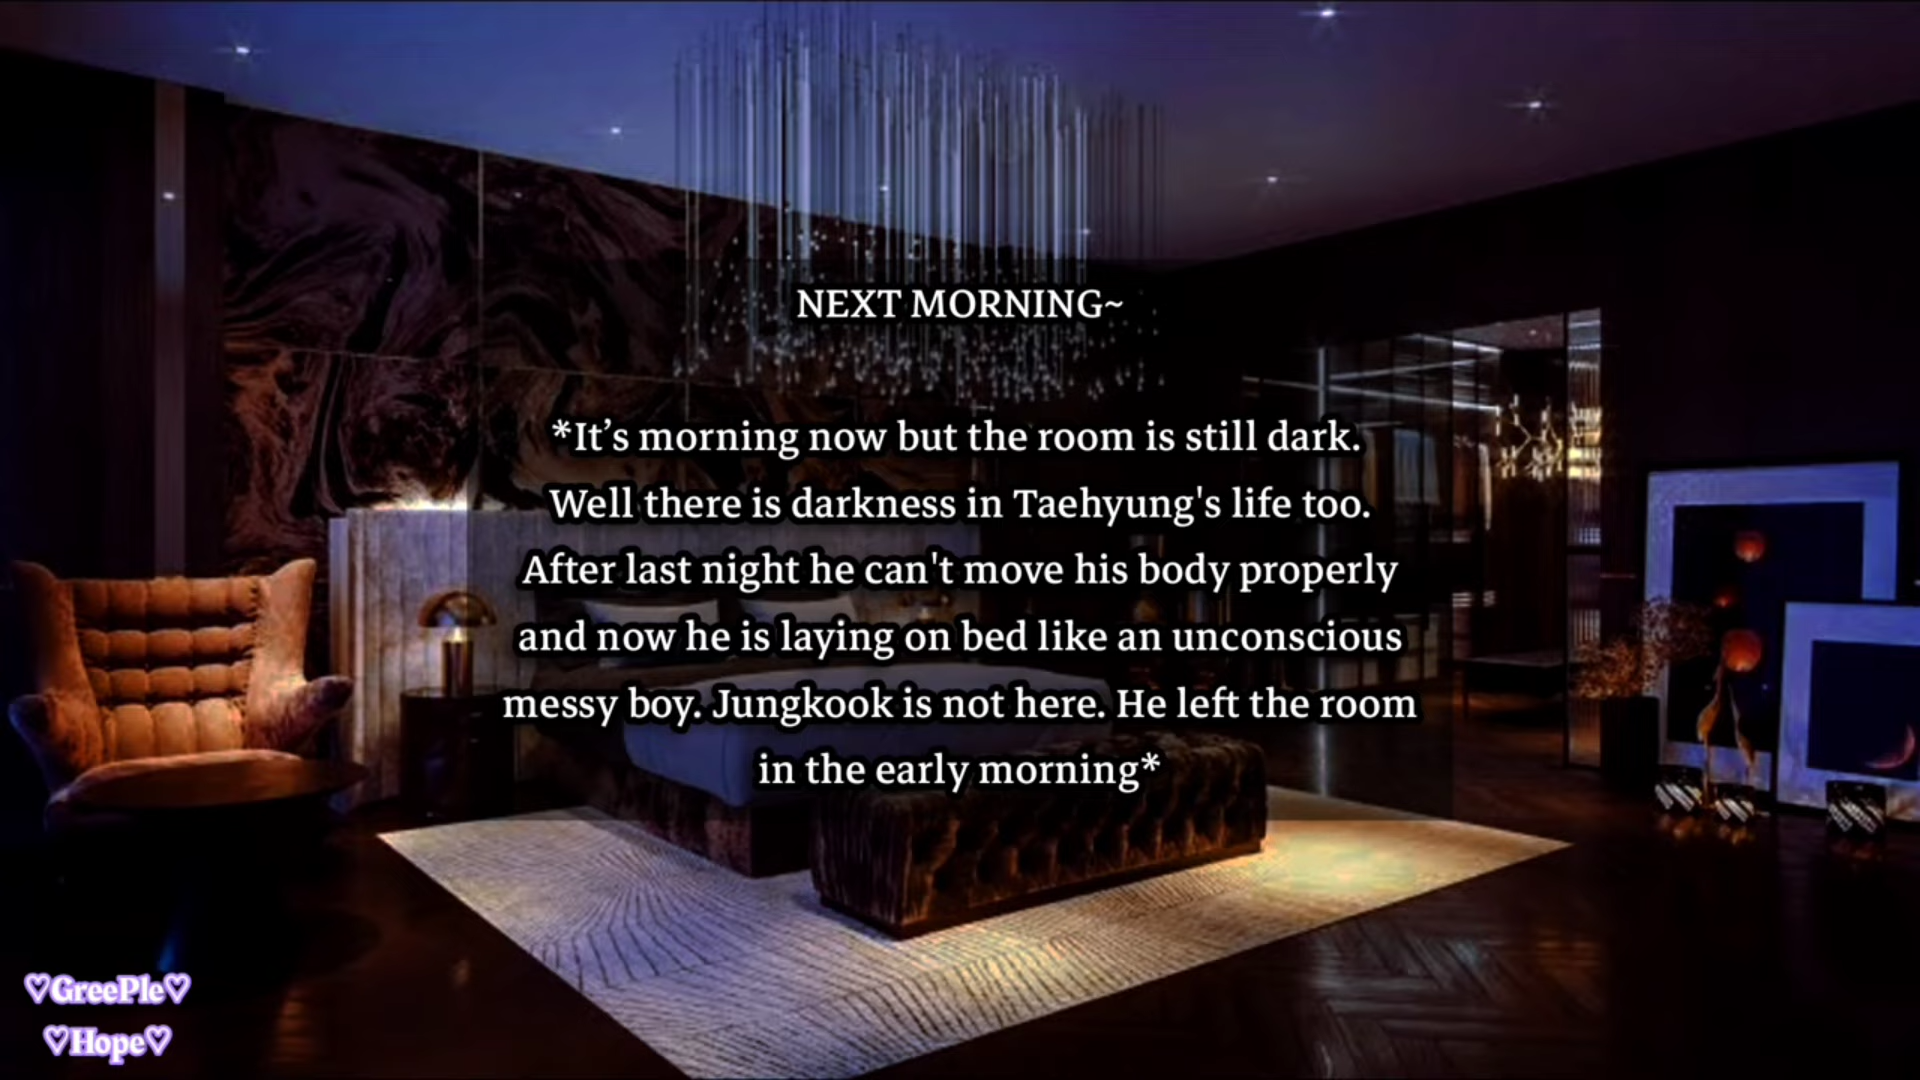 NEXT MORNING~
*It’s morning now but the room is still dark.
Well there is darkness in Taehyung's life too.
After last night he can't move his body properly
and now he is laying on bed like an unconscious
messy boy. Jungkook is not here. He left the room
in the early morning*
♡GreePle♡
♡Hope♡